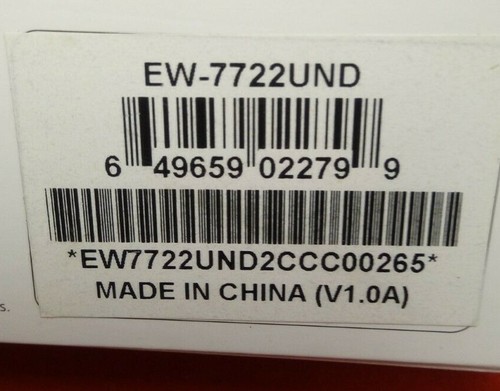 EW-7722UND
6 49659 02279 9
*EW7722UND2CCC00265*
MADE IN CHINA (V1.0A)
s.